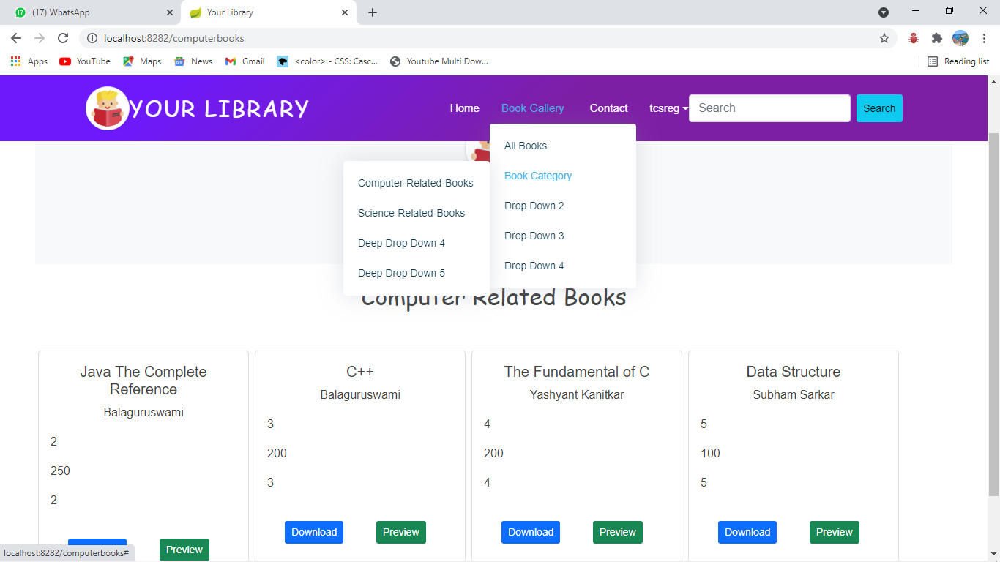 (17) WhatsApp
Your Library
localhost:8282/computerbooks
Apps
YouTube
Maps
News
Gmail
<color> - CSS: Casc...
Youtube Multi Dow...
Reading list
YOUR LIBRARY
Home
Book Gallery
Contact
tcsreg
Search
Search
All Books
Book Category
Drop Down 2
Drop Down 3
Drop Down 4
Computer-Related-Books
Science-Related-Books
Deep Drop Down 4
Deep Drop Down 5
Computer Related Books
Java The Complete
Reference
Balaguruswami
2
250
2
Preview
C++
Balaguruswami
3
200
3
Download
Preview
The Fundamental of C
Yashyant Kanitkar
4
200
4
Download
Preview
Data Structure
Subham Sarkar
5
100
5
Download
Preview
localhost:8282/computerbooks#